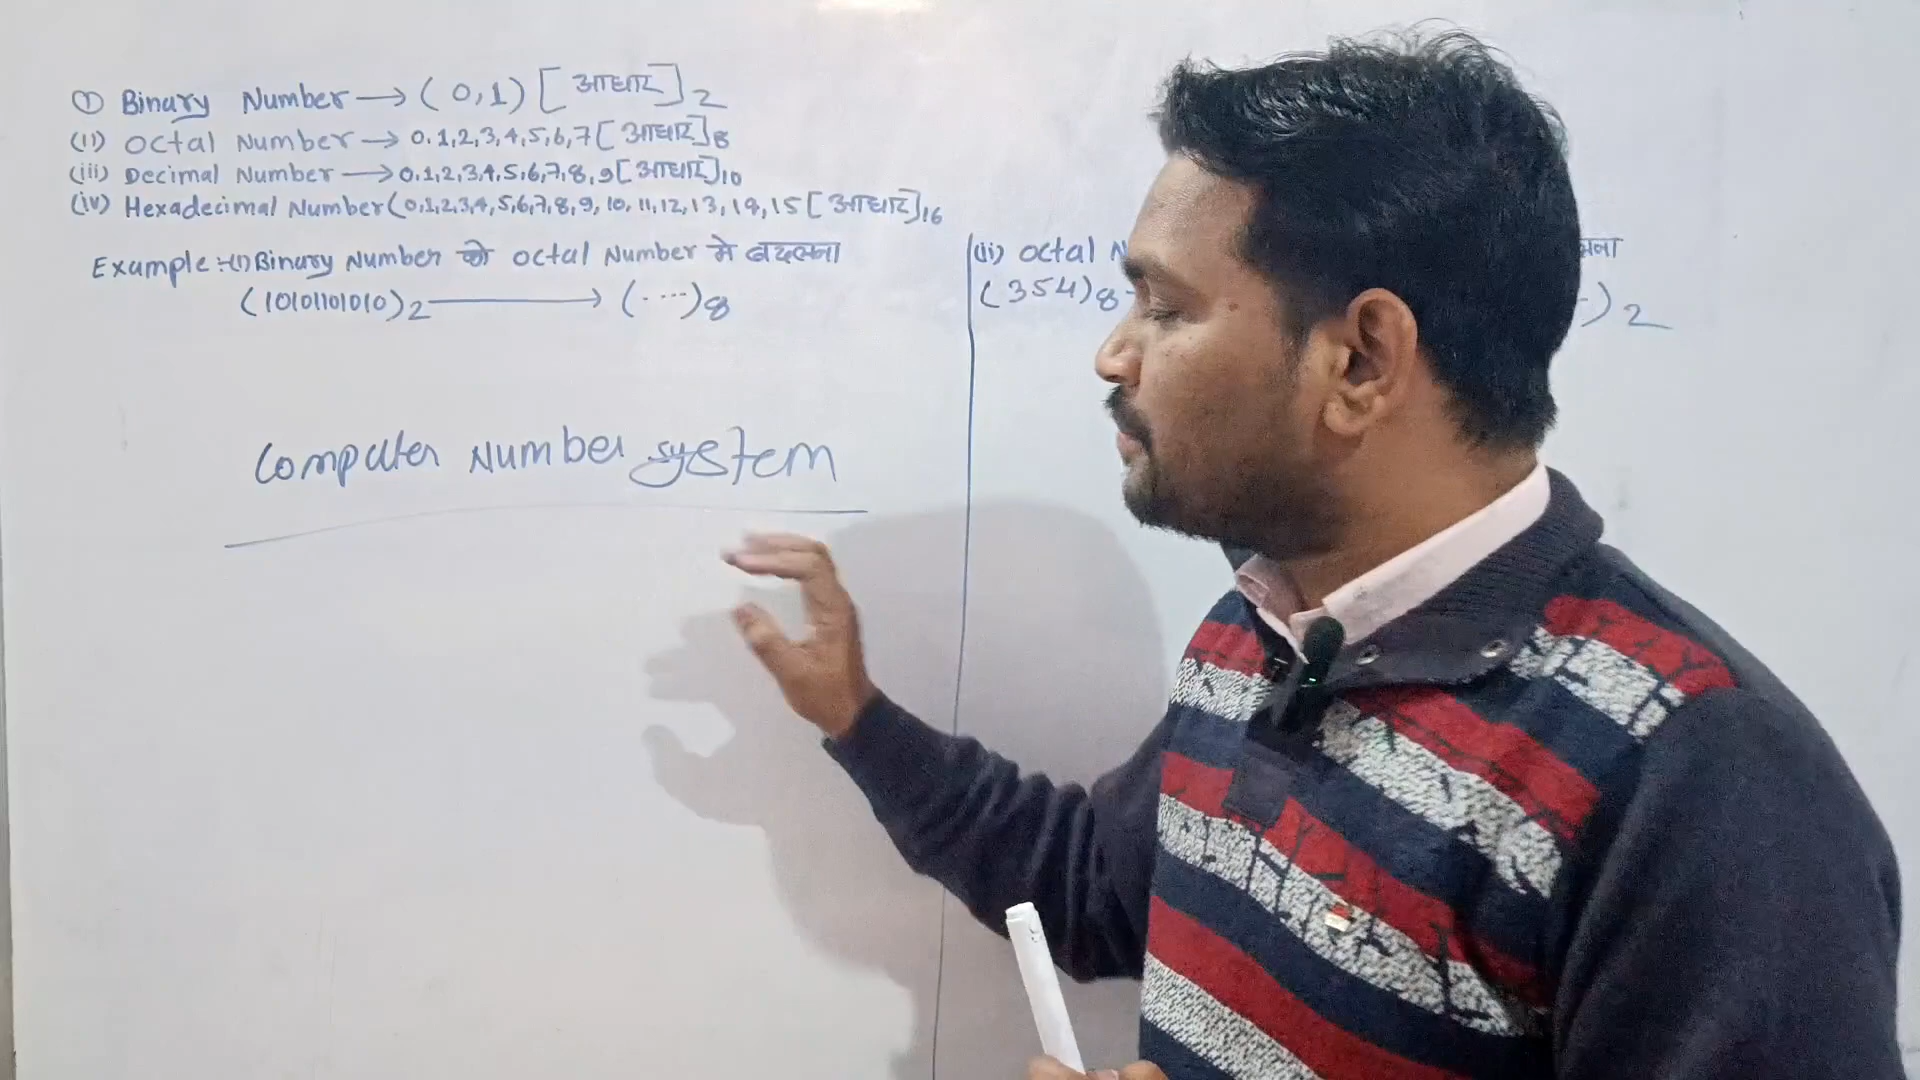 ① Binary Number → (0,1) [आधार]2
(ii) Octal Number → 0,1,2,3,4,5,6,7 [आधार]8
(iii) Decimal Number → 0,1,2,3,4,5,6,7,8,9 [आधार]10
(iv) Hexadecimal Number (0,1,2,3,4,5,6,7,8,9,10,11,12,13,14,15 [आधार]16
Example :- (i) Binary Number को Octal Number में बदलना
(10101101010)2 → (....)8
Computer Number System
(ii) Octal
(354)8
)2